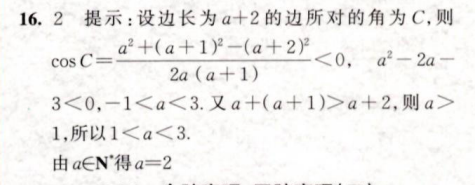 16. 2 提示:设边长为 a+2 的边所对的角为 C,则
cos C=\frac{a²+(a+1)²-(a+2)²}{2a(a+1)}<0, a²-2a-
3<0,-1<a<3.又 a+(a+1)>a+2,则 a>
1,所以 1<a<3.
由 a∈N*得 a=2